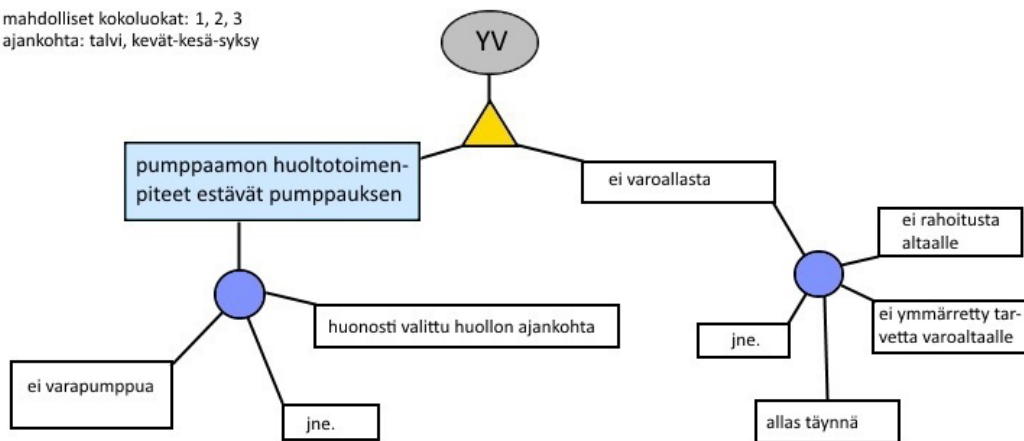 mahdolliset kokoluokat: 1, 2, 3
ajankohta: talvi, kevät-kesä-syksy
YV
pumppaamon huoltotoimen-
piteet estävät pumppauksen
ei varoallasta
ei rahoitusta
altaalle
huonosti valittu huollon ajankohta
ei ymmärretty tar-
vetta varoaltaalle
jne.
ei varapumppua
jne.
allas täynnä